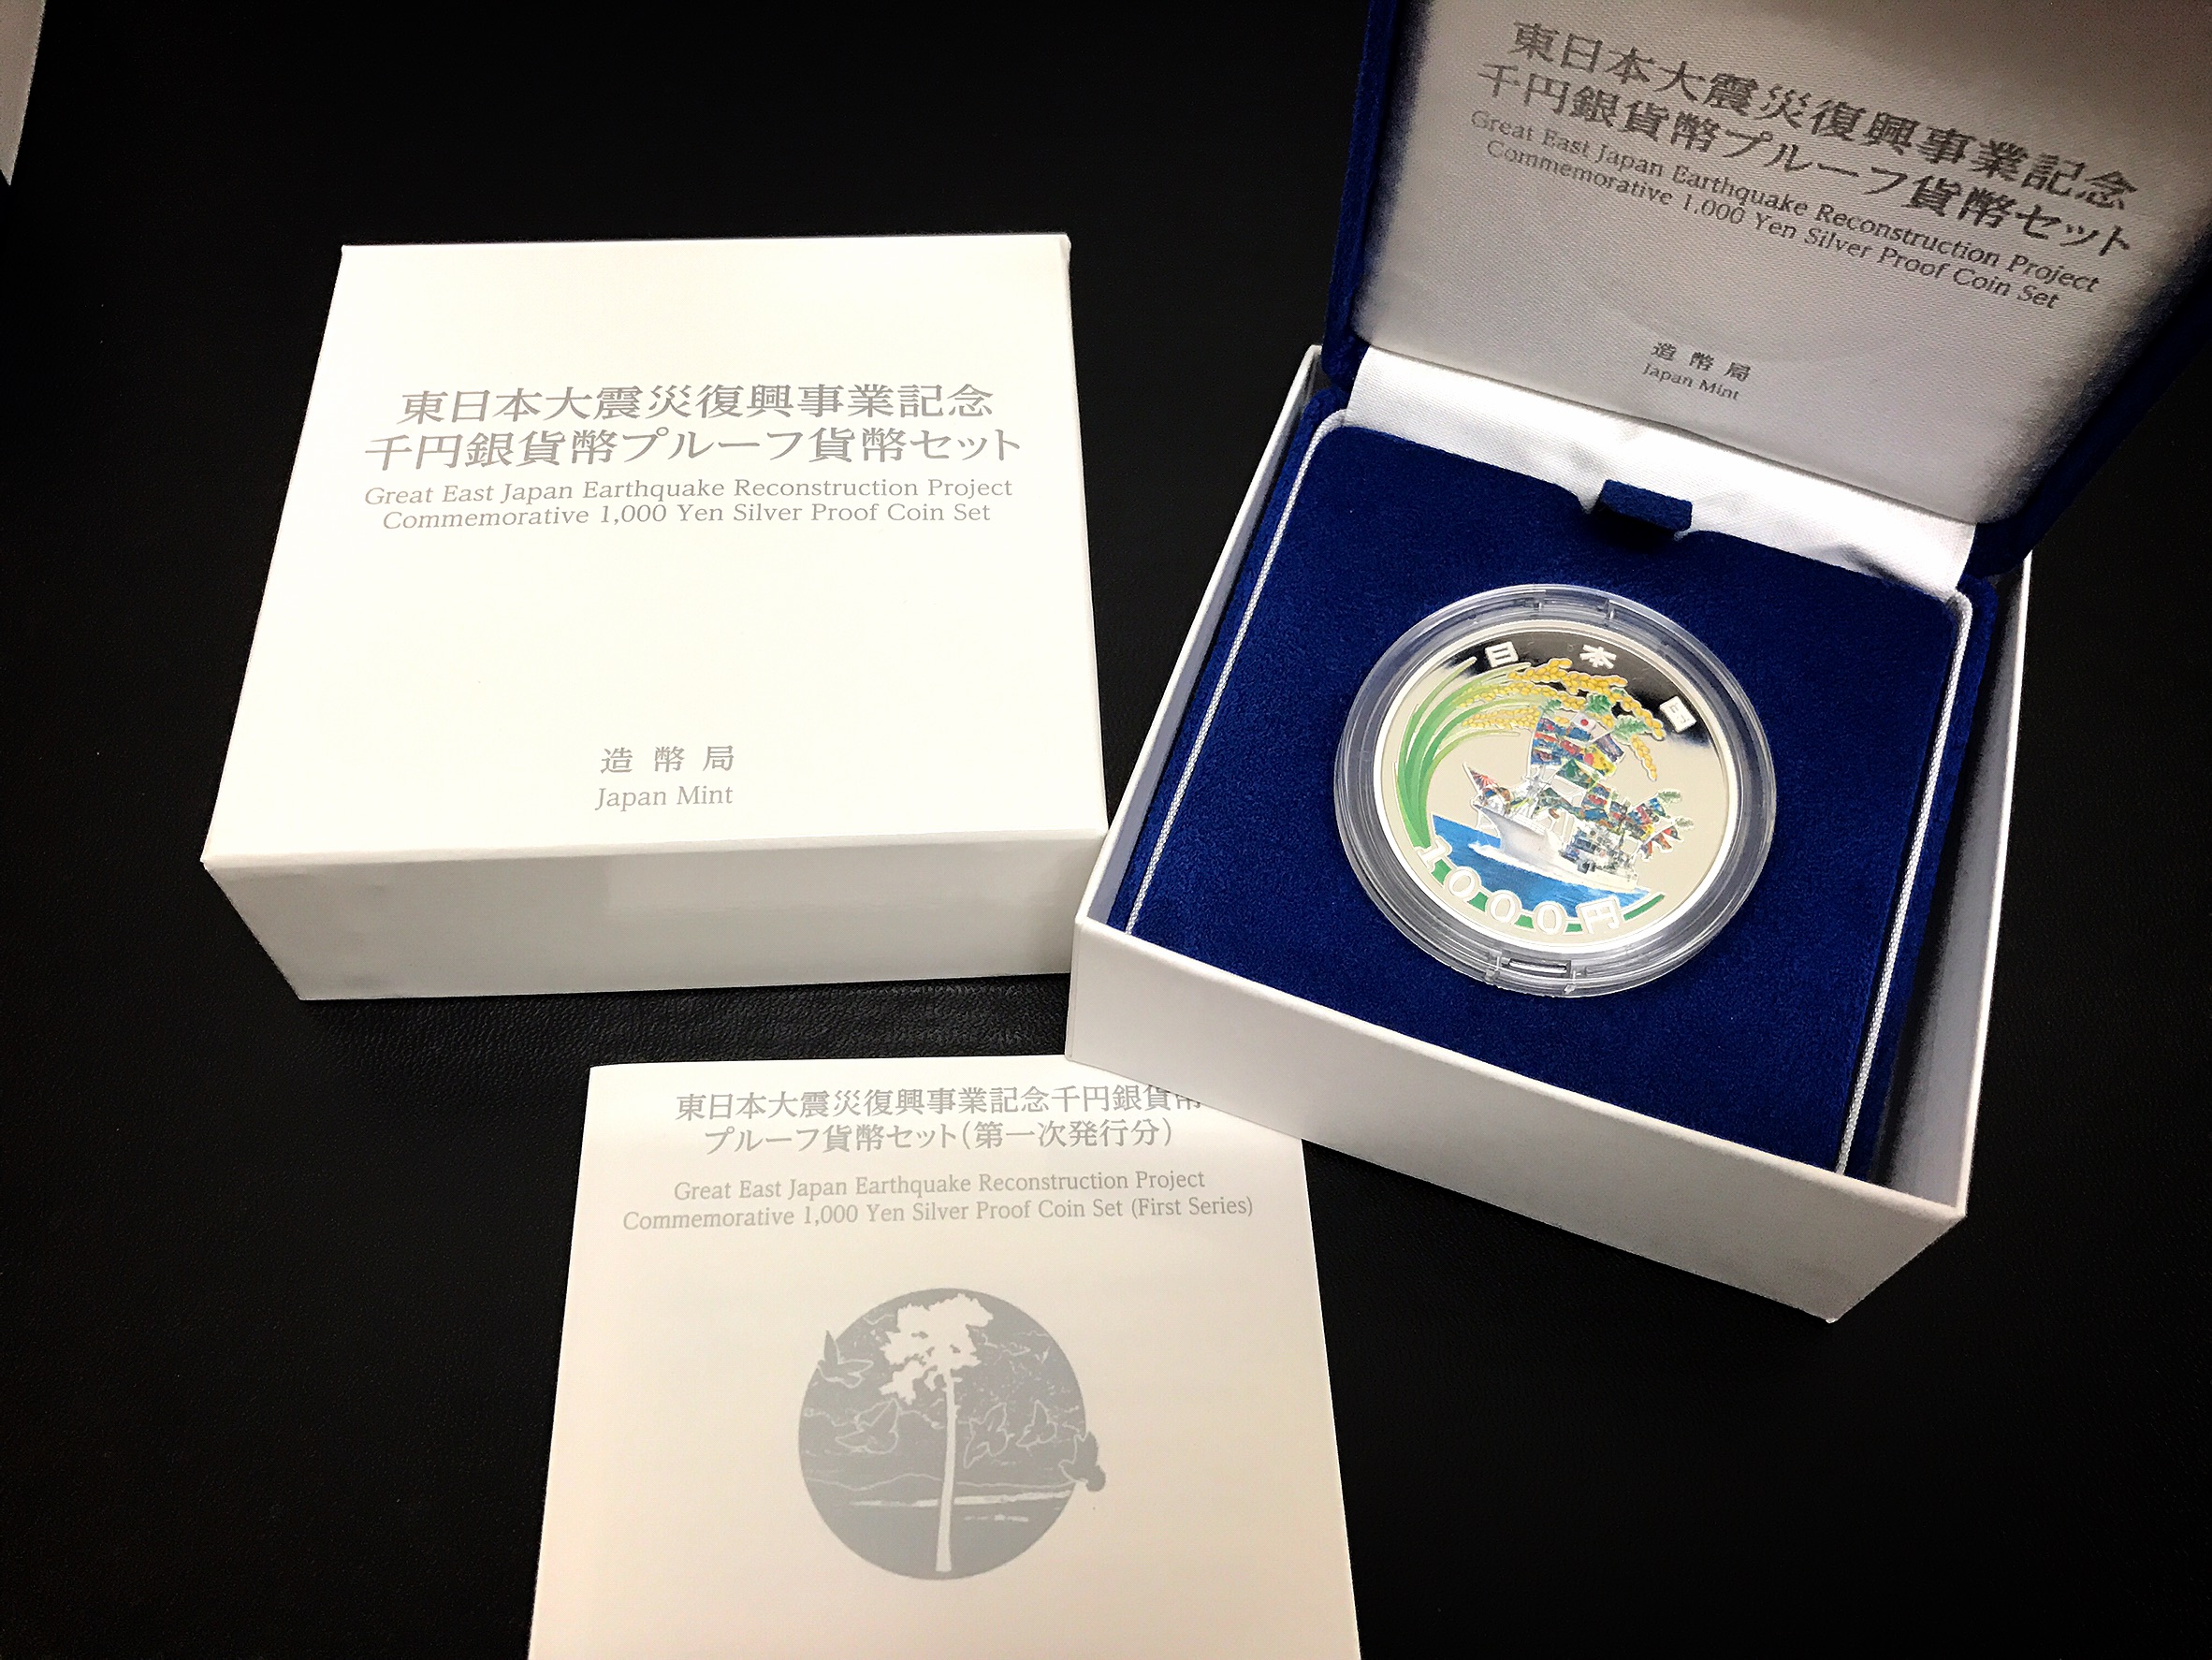 東日本大震災復興事業記念
千円銀貨幣プルーフ貨幣セット
Great East Japan Earthquake Reconstruction Project
Commemorative 1,000 Yen Silver Proof Coin Set
造幣局
Japan Mint
東日本大震災復興事業記念
千円銀貨幣プルーフ貨幣セット
Great East Japan Earthquake Reconstruction Project
Commemorative 1,000 Yen Silver Proof Coin Set
造幣局
Japan Mint
日本国
1000円
東日本大震災復興事業記念千円銀貨幣
プルーフ貨幣セット(第一次発行分)
Great East Japan Earthquake Reconstruction Project
Commemorative 1,000 Yen Silver Proof Coin Set (First Series)